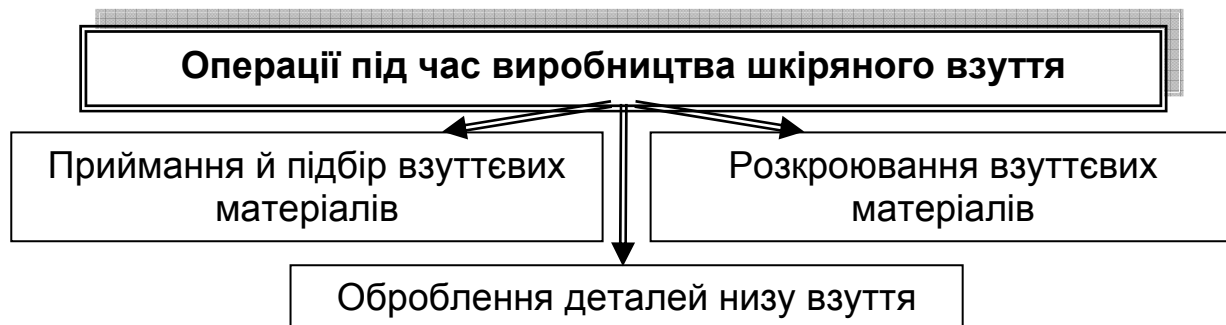 Операції під час виробництва шкіряного взуття
Приймання й підбір взуттєвих
матеріалів
Розкроювання взуттєвих
матеріалів
Оброблення деталей низу взуття